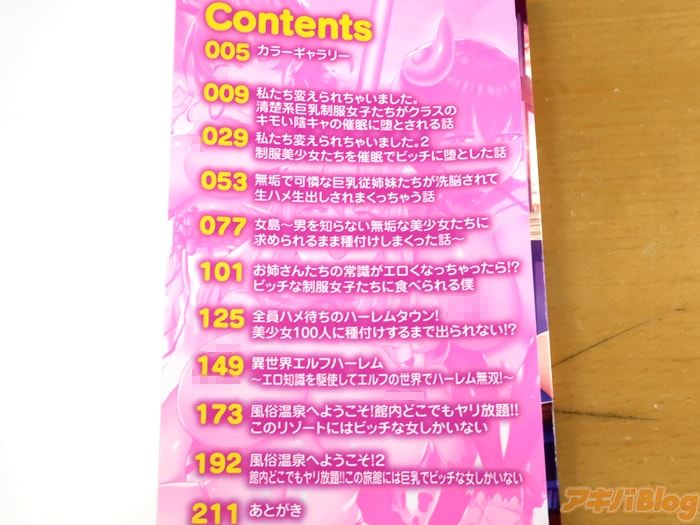 Contents
005 カラーギャラリー
009 私たち変えられちゃいました。
清楚系巨乳制服女子たちがクラスの
キモい陰キャの催眠に堕とされる話
029 私たち変えられちゃいました。2
制服美少女たちを催眠でビッチに堕とした話
053 無垢で可憐な巨乳従姉妹たちが洗脳されて
生ハメ生出しされまくっちゃう話
077 女島〜男を知らない無垢な美少女たちに
求められるまま種付けしまくった話〜
101 お姉さんたちの常識がエロくなっちゃったら!?
ビッチな制服女子たちに食べられる僕
125 全員ハメ待ちのハーレムタウン!
美少女100人に種付けするまで出られない!?
149 異世界エルフハーレム
〜エロ知識を駆使してエルフの世界でハーレム無双!〜
173 風俗温泉へようこそ!館内どこでもヤリ放題!!
このリゾートにはビッチな女しかいない
192 風俗温泉へようこそ!2
館内どこでもヤリ放題!!この旅館には巨乳でビッチな女しかいない
211 あとがき
アキバBlog